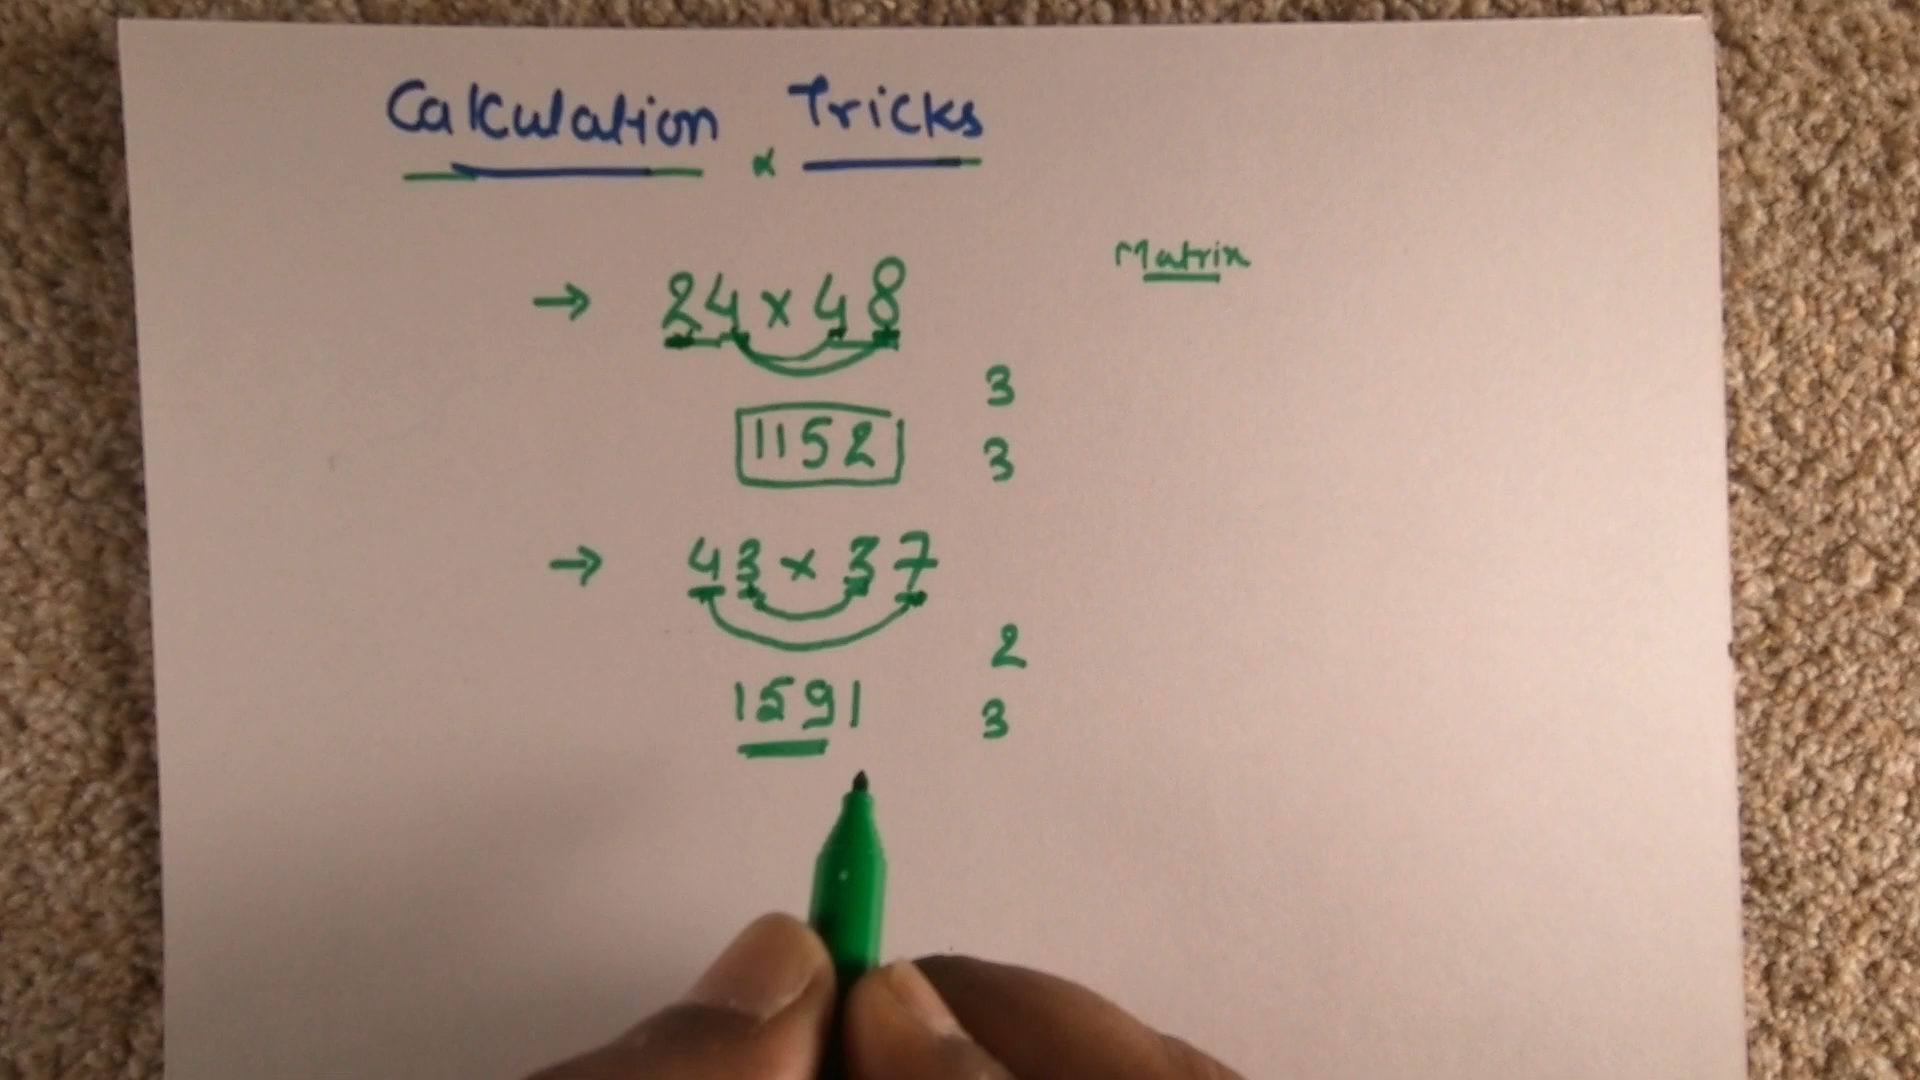 Calculation Tricks
Matrix
→ 24 x 48
3
1152
3
→ 43 x 37
2
1591
3